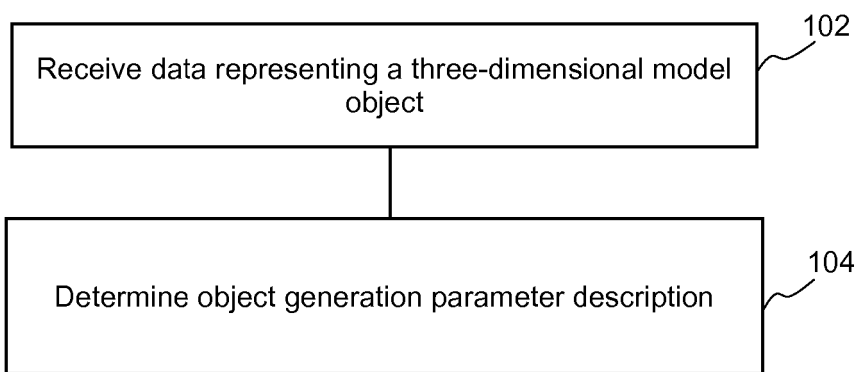 102
Receive data representing a three-dimensional model
object
104
Determine object generation parameter description